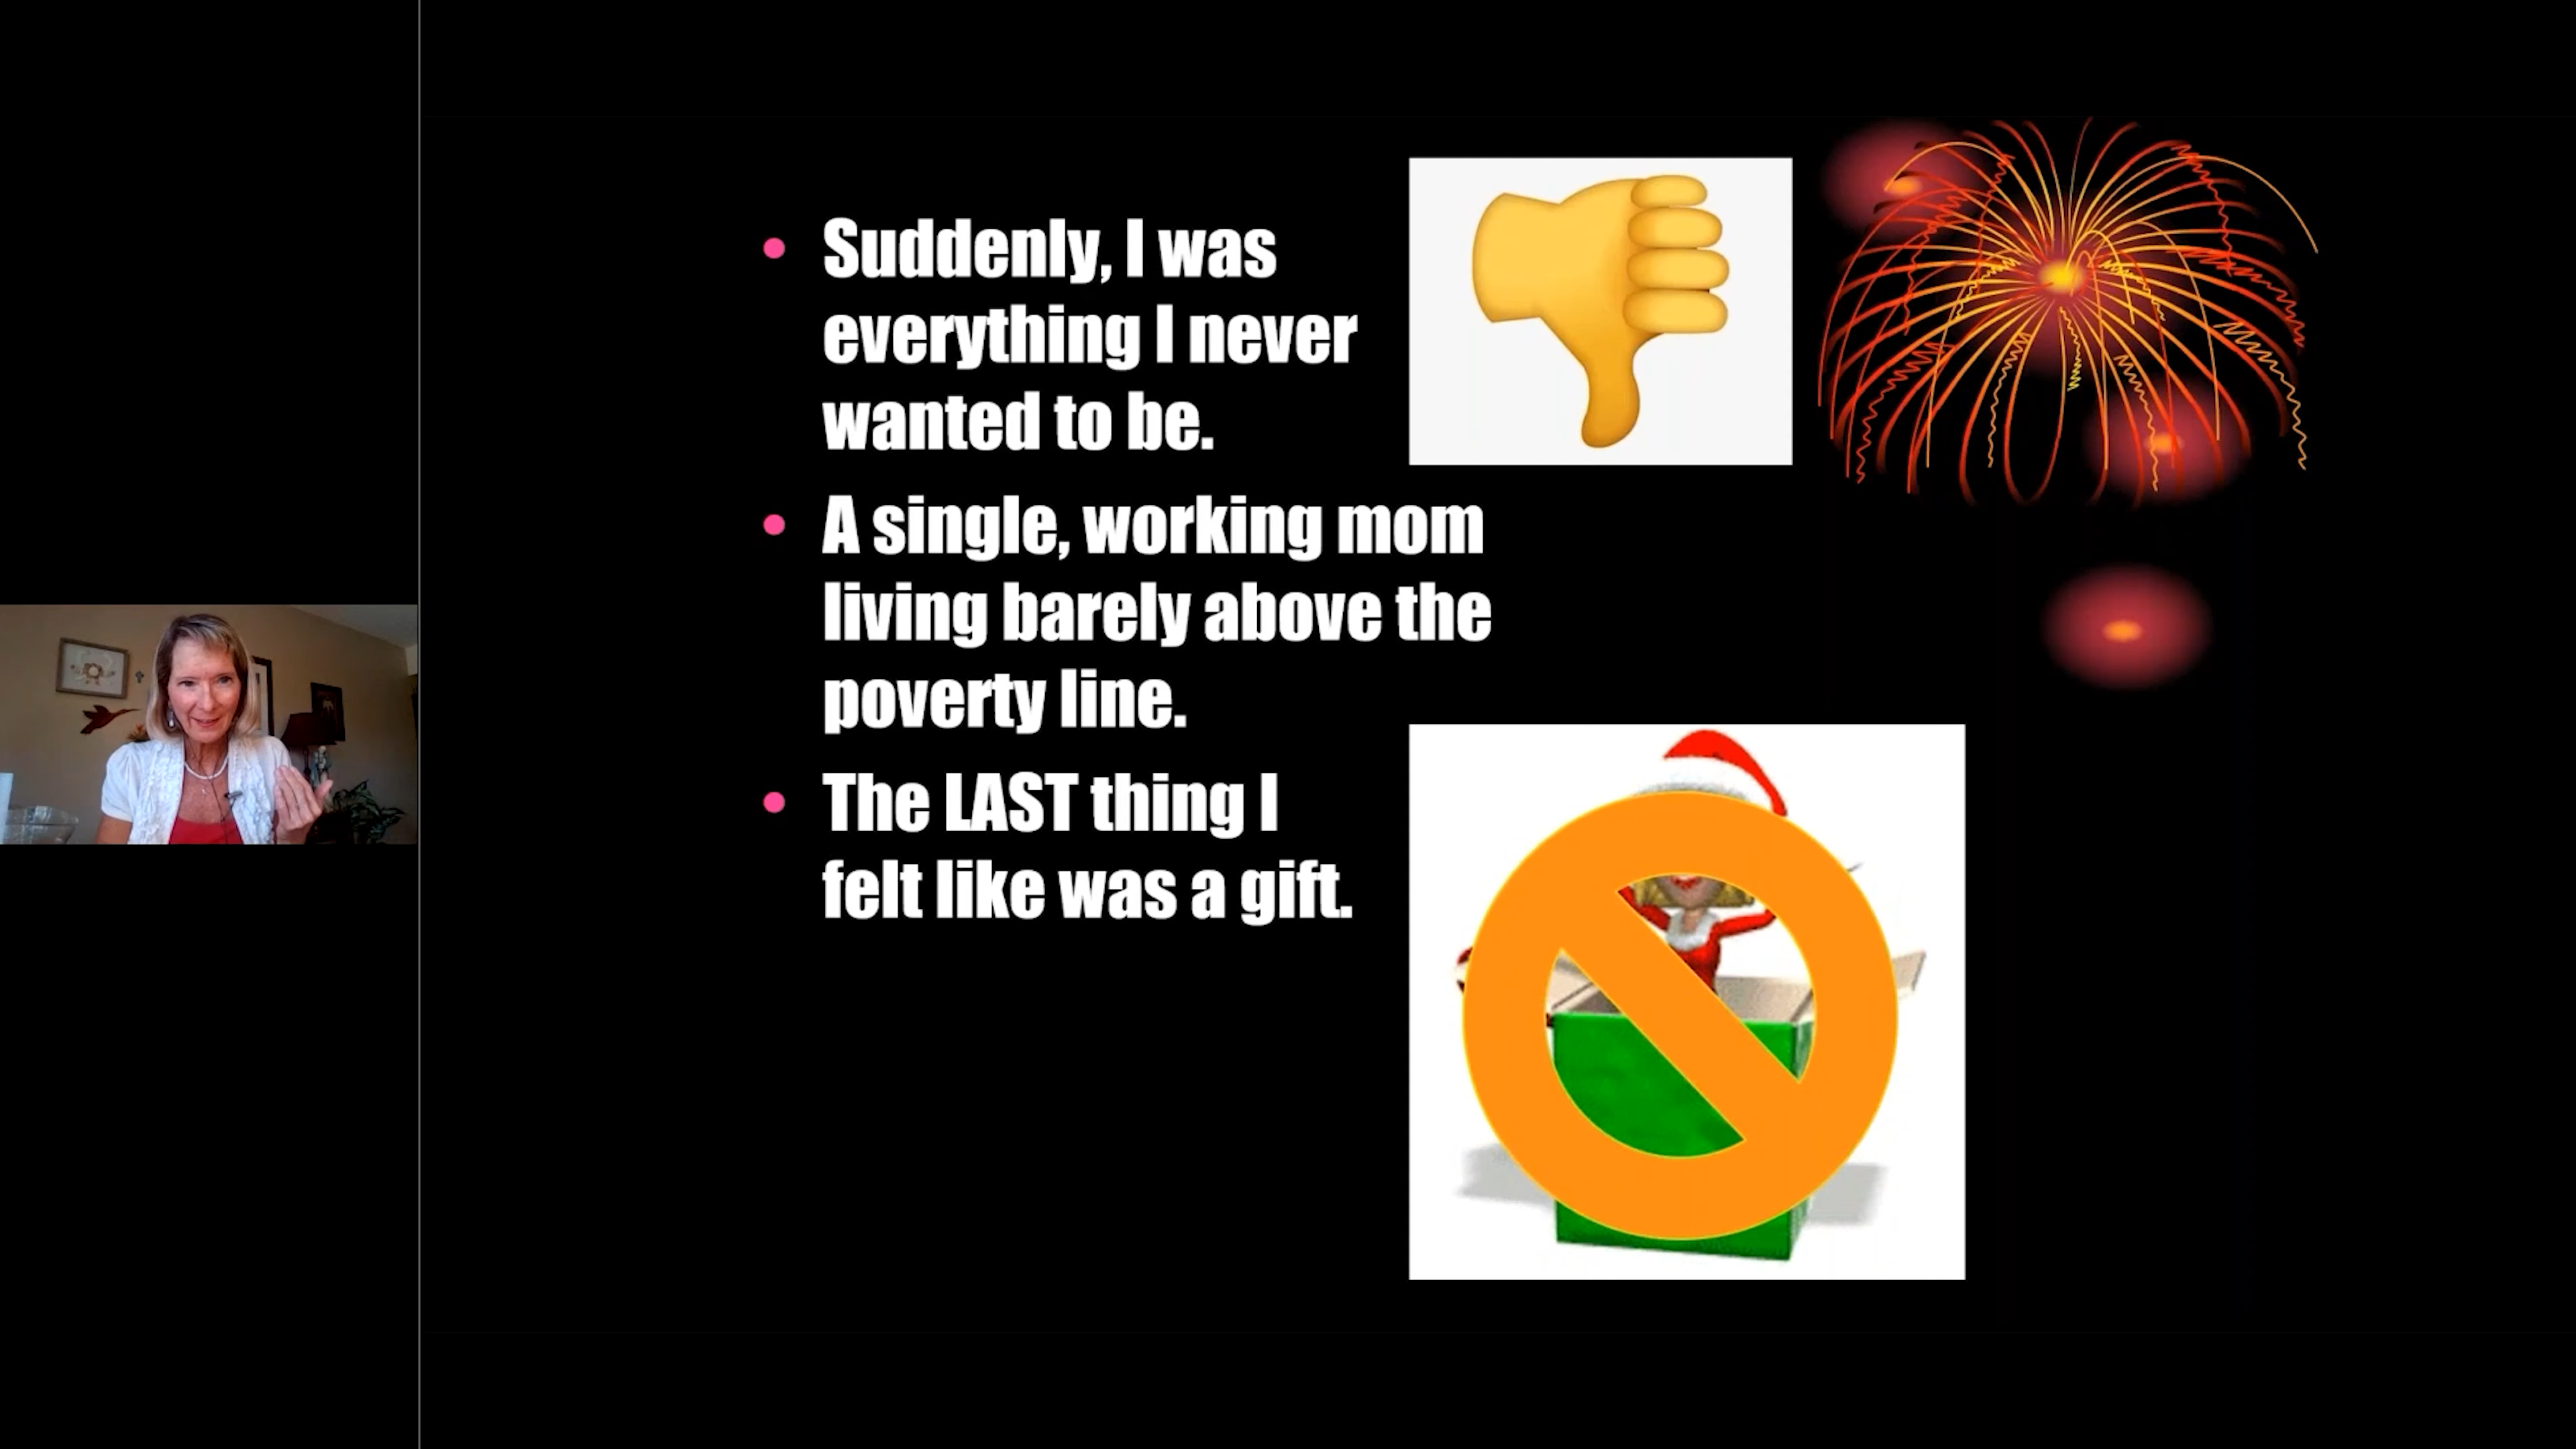 Suddenly, I was
everything I never
wanted to be.
A single, working mom
living barely above the
poverty line.
The LAST thing I
felt like was a gift.